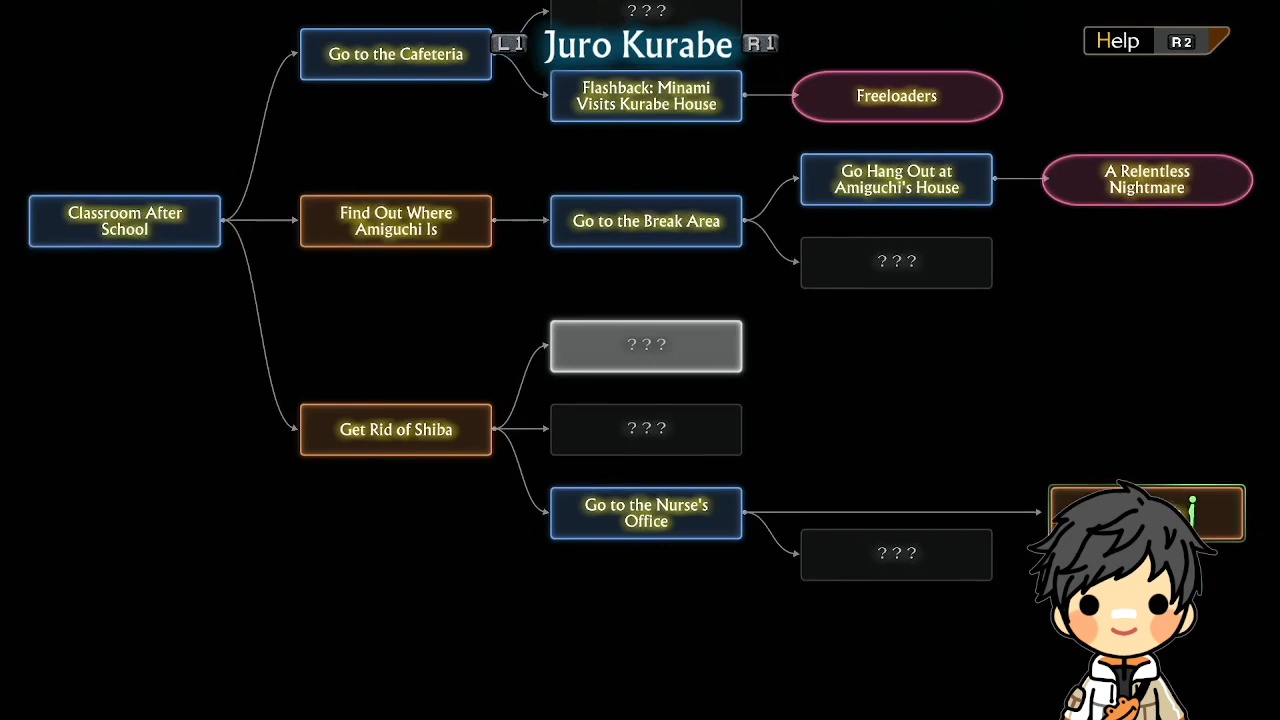 ? ? ?
L1
Juro Kurabe
R1
Help
R2
Go to the Cafeteria
Flashback: Minami
Visits Kurabe House
Freeloaders
Go Hang Out at
Amiguchi's House
A Relentless
Nightmare
Classroom After
School
Find Out Where
Amiguchi Is
Go to the Break Area
? ? ?
? ? ?
Get Rid of Shiba
? ? ?
Go to the Nurse's
Office
? ? ?